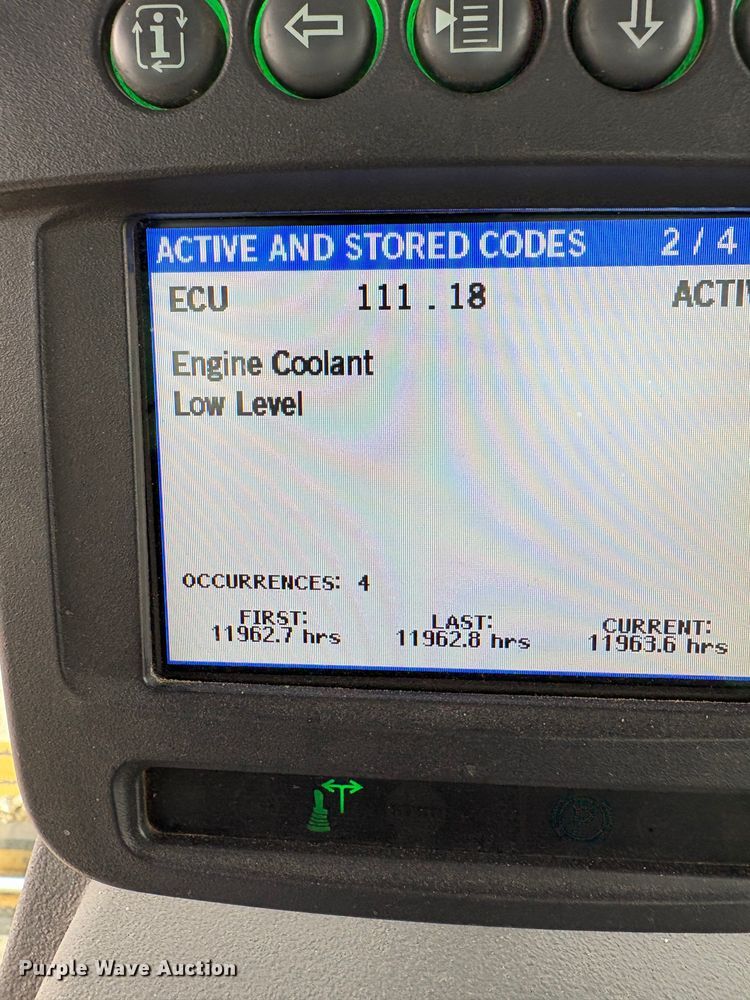 ACTIVE AND STORED CODES 2 / 4
ECU 111 . 18 ACTIV
Engine Coolant
Low Level
OCCURRENCES: 4
FIRST: LAST: CURRENT:
11962.7 hrs 11962.8 hrs 11963.6 hrs
Purple Wave Auction